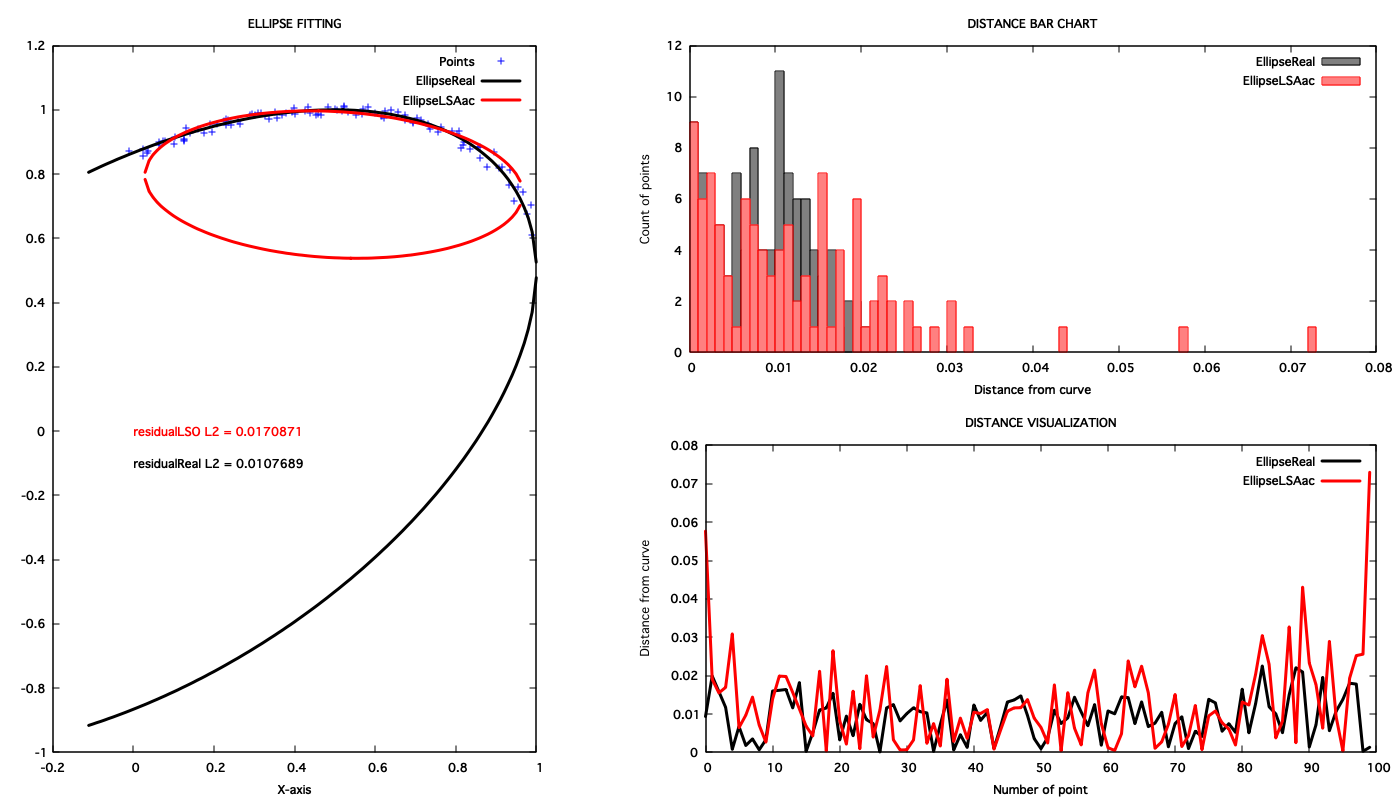 ELLIPSE FITTING
Points
EllipseReal
EllipseLSAac
1.2
1
0.8
0.6
0.4
0.2
0
-0.2
-0.4
-0.6
-0.8
-1
residualLSO L2 = 0.0170871
residualReal L2 = 0.0107689
-0.2 0 0.2 0.4 0.6 0.8 1
X-axis
DISTANCE BAR CHART
EllipseReal
EllipseLSAac
Count of points
12
10
8
6
4
2
0
0 0.01 0.02 0.03 0.04 0.05 0.06 0.07 0.08
Distance from curve
DISTANCE VISUALIZATION
EllipseReal
EllipseLSAac
Distance from curve
0.08
0.07
0.06
0.05
0.04
0.03
0.02
0.01
0
0 10 20 30 40 50 60 70 80 90 100
Number of point